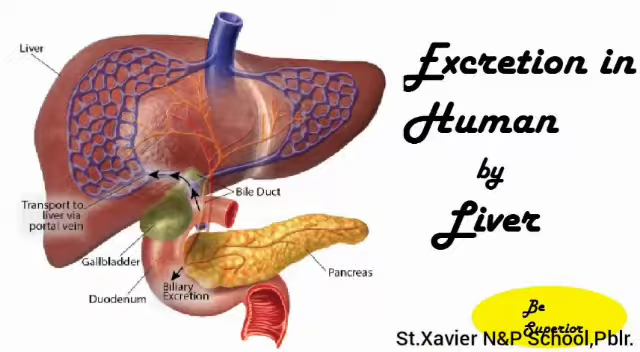 Liver
Transport to
liver via
portal vein
Gallbladder
Duodenum
Biliary
Excretion
Bile Duct
Pancreas
Excretion in
Human
by
Liver
Be
Superior
St.Xavier N&P School,Pblr.